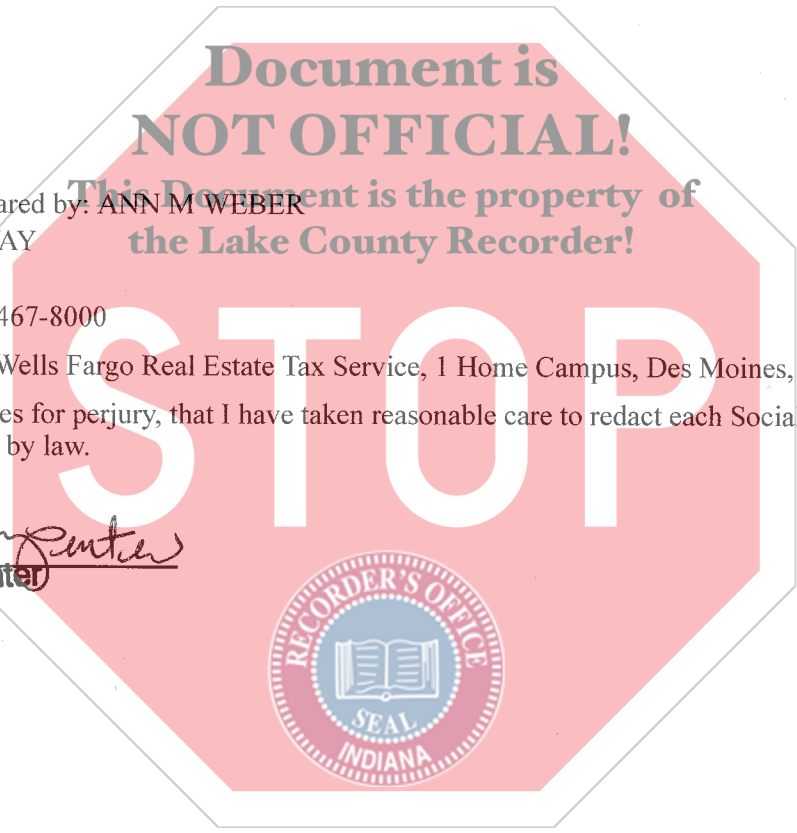 Document is
NOT OFFICIAL!
This Document is the property of
the Lake County Recorder!
ared by: ANN M WEBER
AY
467-8000
Wells Fargo Real Estate Tax Service, 1 Home Campus, Des Moines,
es for perjury, that I have taken reasonable care to redact each Socia
by law.
STOP
nter
RECORDER'S OFFICE
SEAL
INDIANA